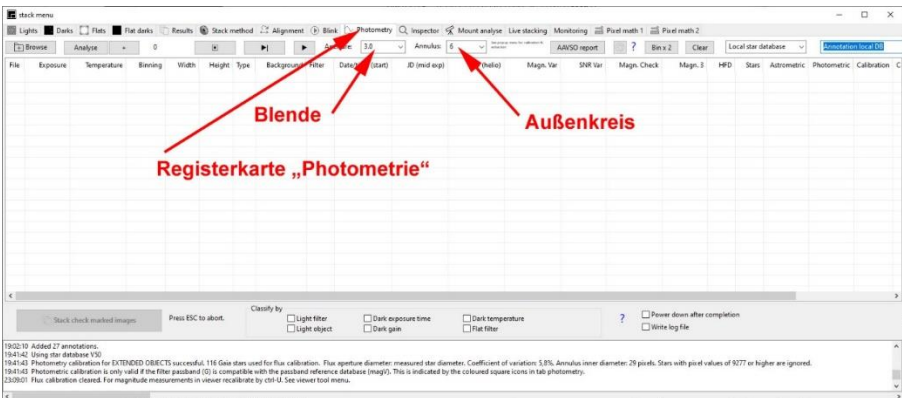 stack menu
Lights Darks Flats Flat darks Results Stack method Alignment Blink Photometry Inspector Mount analyse Live stacking Monitoring Pixel math 1 Pixel math 2
Browse Analyse + 0 Aperture: 3,0 Annulus: 6 AAVSO report ? Bin x 2 Clear Local star database Annotation local DB
File Exposure Temperature Binning Width Height Type Background Filter (start) JD (mid exp) (helio) Magn. Var SNR Var Magn. Check Magn. 3 HFD Stars Astrometric Photometric Calibration C
Blende
Außenkreis
Registerkarte „Photometrie“
Stack check marked images Press ESC to abort. Classify by
Light filter Dark exposure time Dark temperature ? Power down after completion
Light object Dark gain Flat filter Write log file
19:02:10 Added 27 annotations.
19:41:42 Using star database V50
19:41:43 Photometry calibration for EXTENDED OBJECTS successful. 116 Gaia stars used for flux calibration. Flux aperture diameter: measured star diameter. Coefficient of variation: 5,8%. Annulus inner diameter: 29 pixels. Stars with pixel values of 9777 or higher are ignored.
19:41:43 Photometric calibration is only valid if the filter passband (G) is compatible with the passband reference database (magV). This is indicated by the coloured square icons in tab photometry.
23:09:01 Flux calibration cleared. For magnitude measurements in viewer recalibrate by ctrl-U. See viewer tool menu.